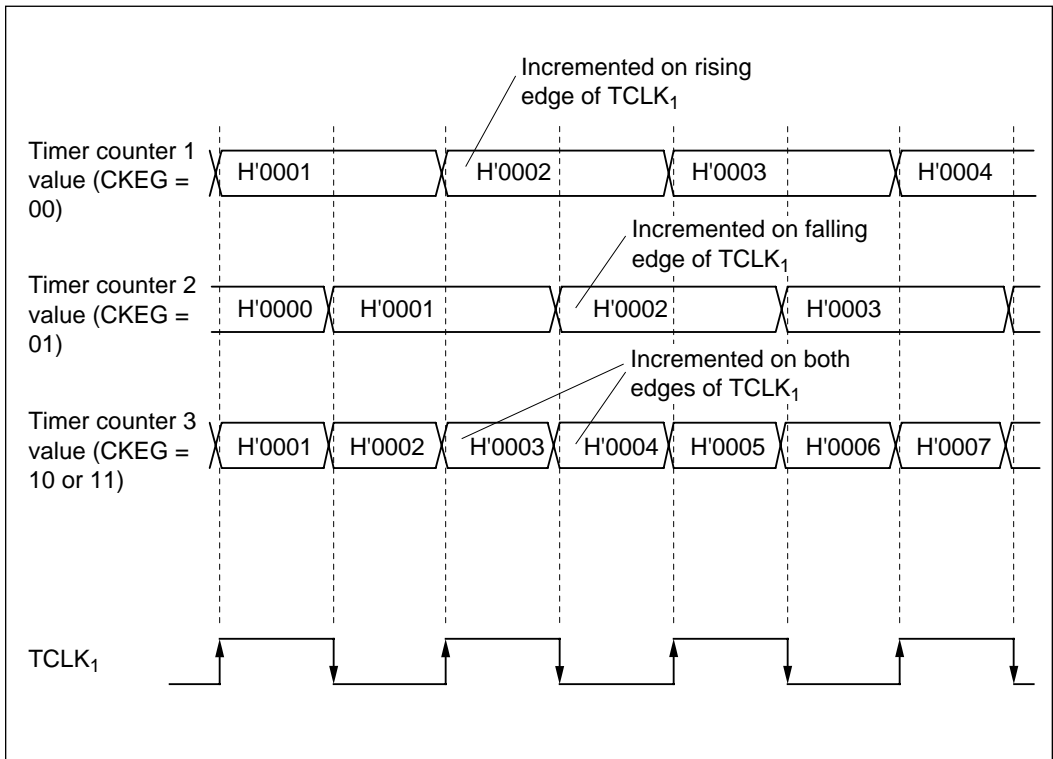 Incremented on rising
edge of TCLK₁
Timer counter 1
value (CKEG =
00)
H'0001
H'0002
H'0003
H'0004
Incremented on falling
edge of TCLK₁
Timer counter 2
value (CKEG =
01)
H'0000
H'0001
H'0002
H'0003
Incremented on both
edges of TCLK₁
Timer counter 3
value (CKEG =
10 or 11)
H'0001
H'0002
H'0003
H'0004
H'0005
H'0006
H'0007
TCLK₁